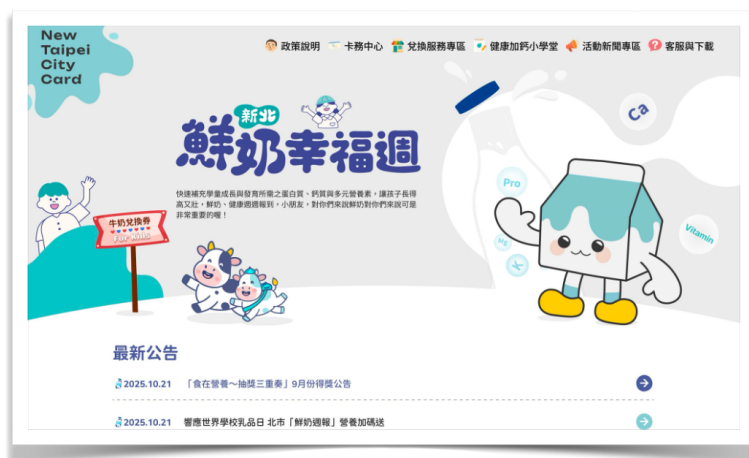 New
Taipei
City
Card
政策說明 卡務中心 兌換服務專區 健康加鈣小學堂 活動新聞專區 客服與下載
新北
鮮奶幸福週
快速補充學童成長與發育所需之蛋白質、鈣質與多元營養素，讓孩子長得
高又壯，鮮奶、健康週週報到，小朋友，對你們來說鮮奶對你們來說可是
非常重要的喔！
Ca
Pro
Vitamin
Mg
K
牛奶兌換券
For Kids
最新公告
2025.10.21 「食在營養～抽獎三重奏」9月份得獎公告
2025.10.21 響應世界學校乳品日 北市「鮮奶週報」營養加碼送